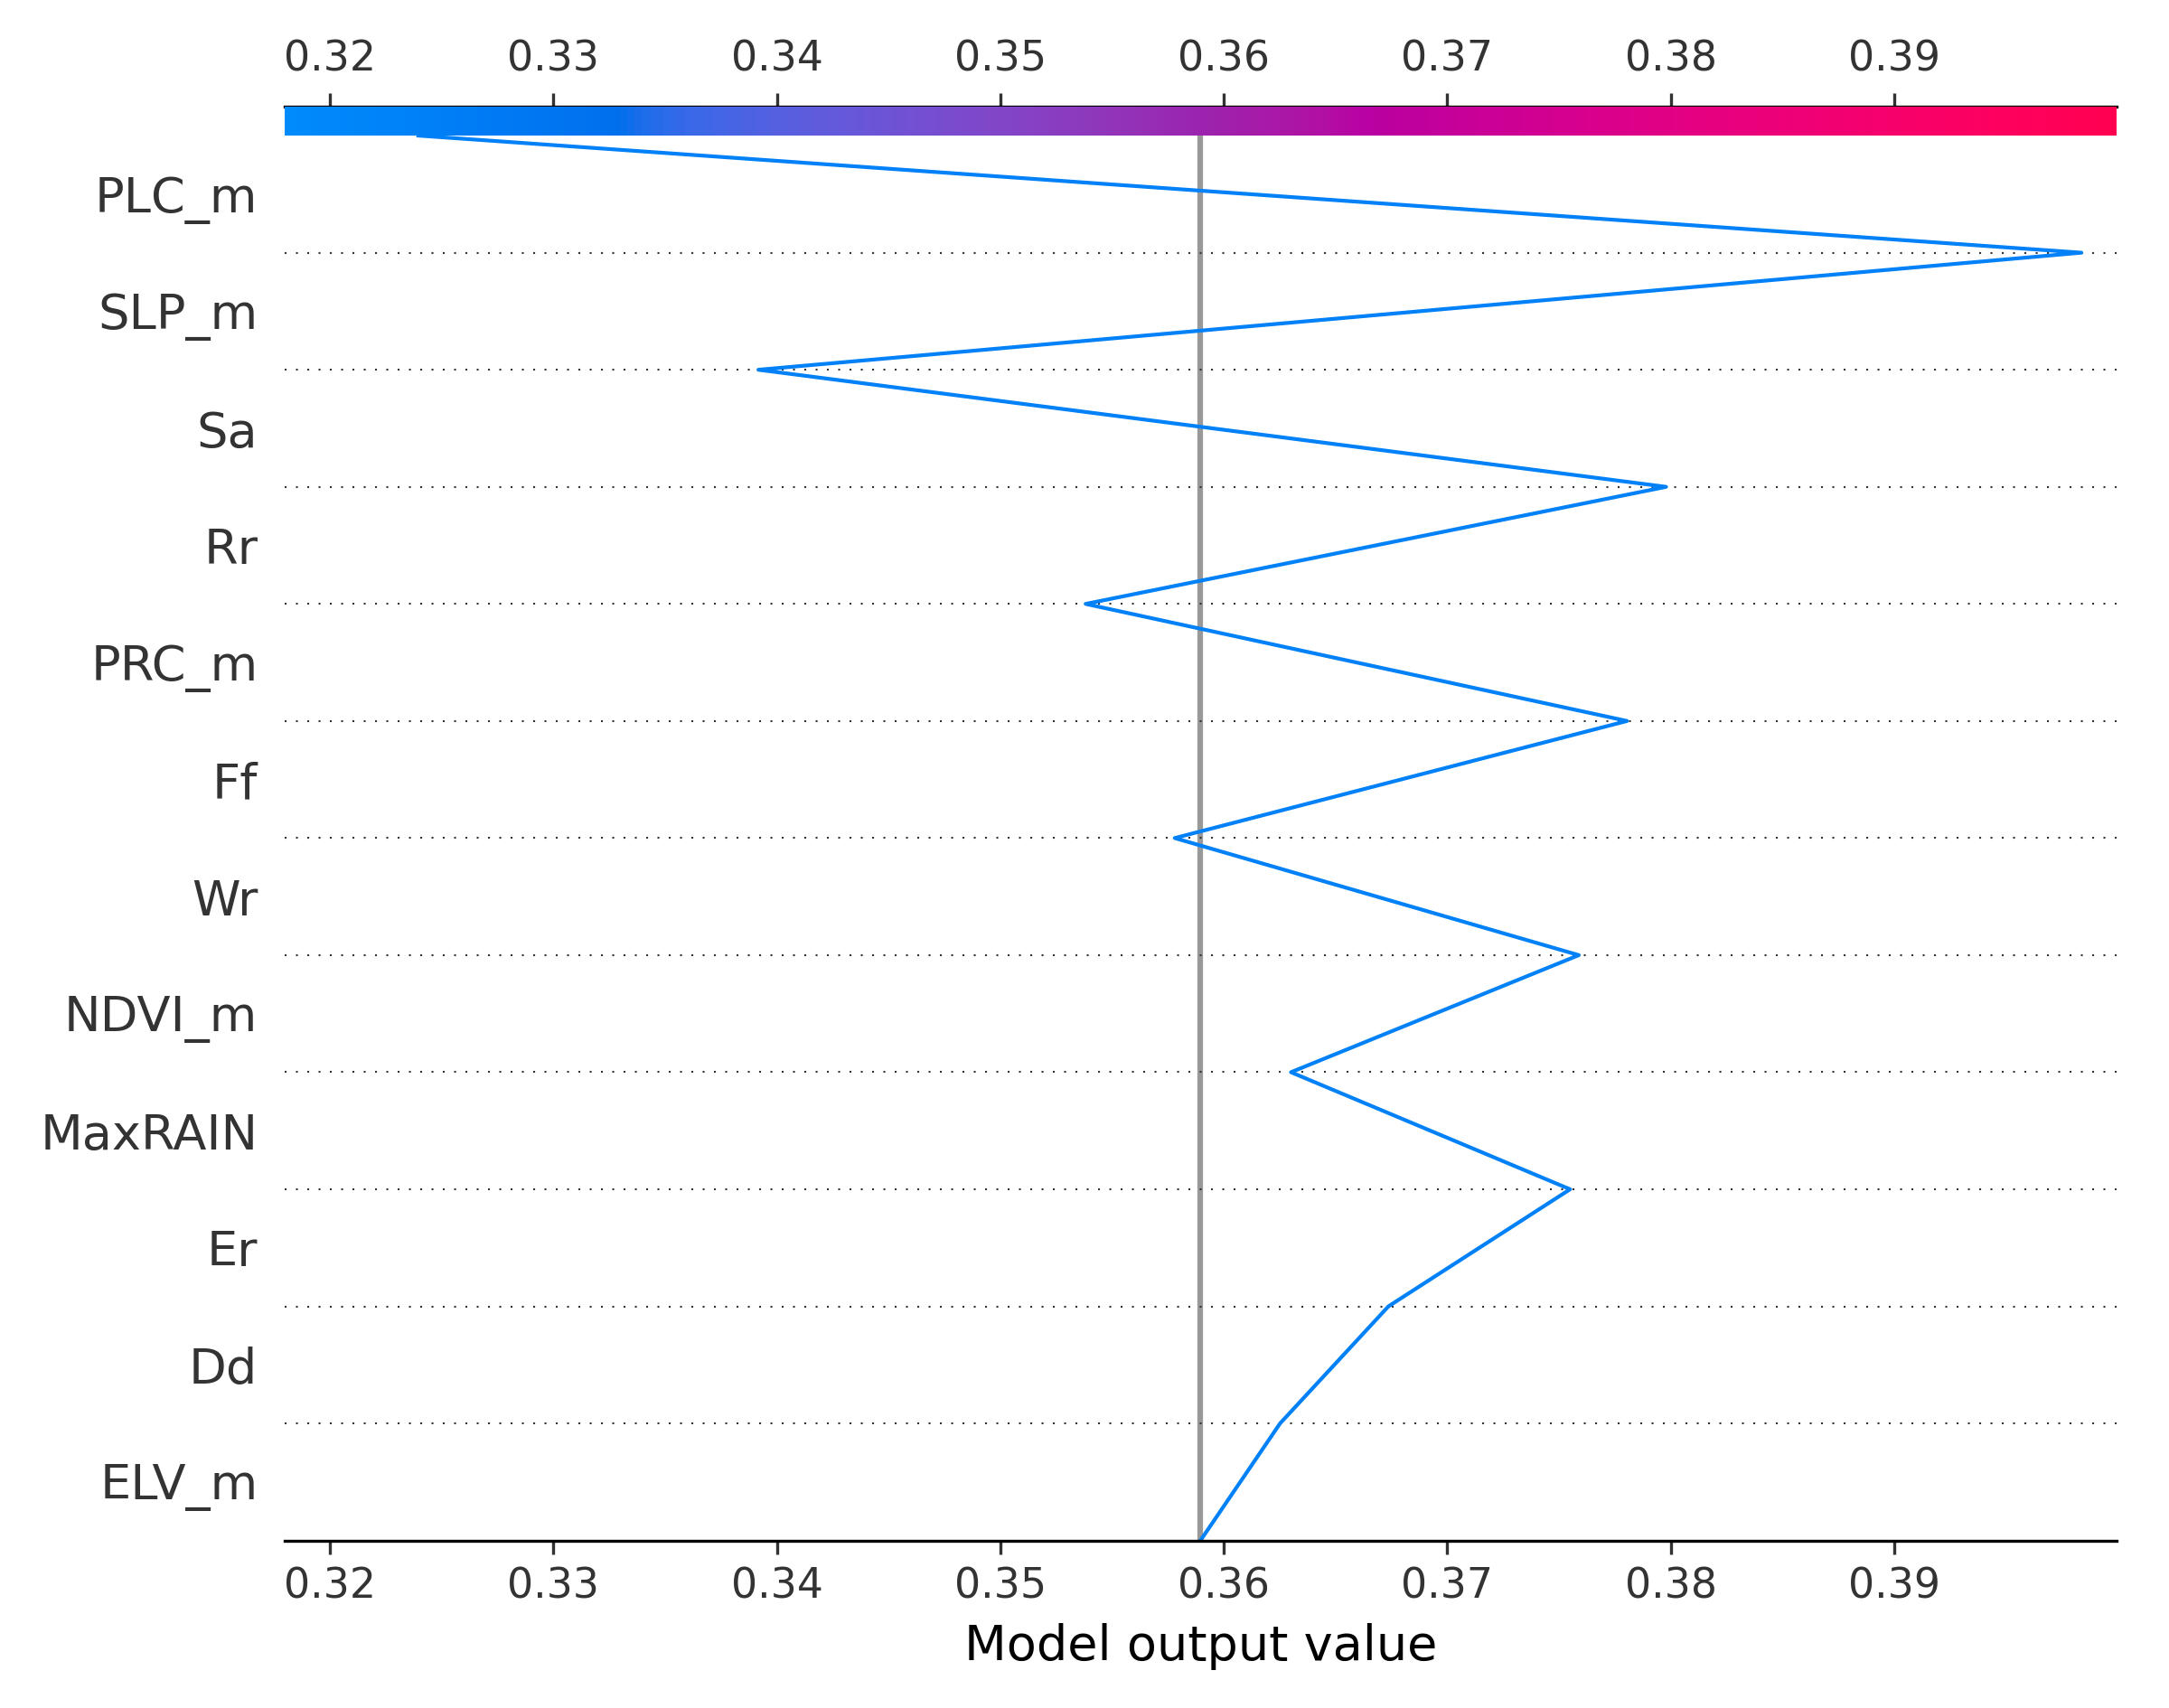 0.32 0.33 0.34 0.35 0.36 0.37 0.38 0.39
PLC_m
SLP_m
Sa
Rr
PRC_m
Ff
Wr
NDVI_m
MaxRAIN
Er
Dd
ELV_m
0.32 0.33 0.34 0.35 0.36 0.37 0.38 0.39
Model output value